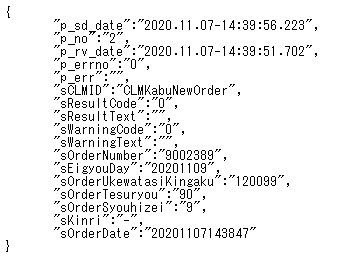 {
"p_sd_date":"2020.11.07-14:39:56.223",
"p_no":"2",
"p_rv_date":"2020.11.07-14:39:51.702",
"p_errno":"0",
"p_err":"",
"sCLMID":"CLMKabuNewOrder",
"sResultCode":"0",
"sResultText":"",
"sWarningCode":"0",
"sWarningText":"",
"sOrderNumber":"9002389",
"sEigyouDay":"20201109",
"sOrderUkewatasiKingaku":"120099",
"sOrderTesuryou":"90",
"sOrderSyouhizei":"9",
"sKinri":"-",
"sOrderDate":"20201107143847"
}